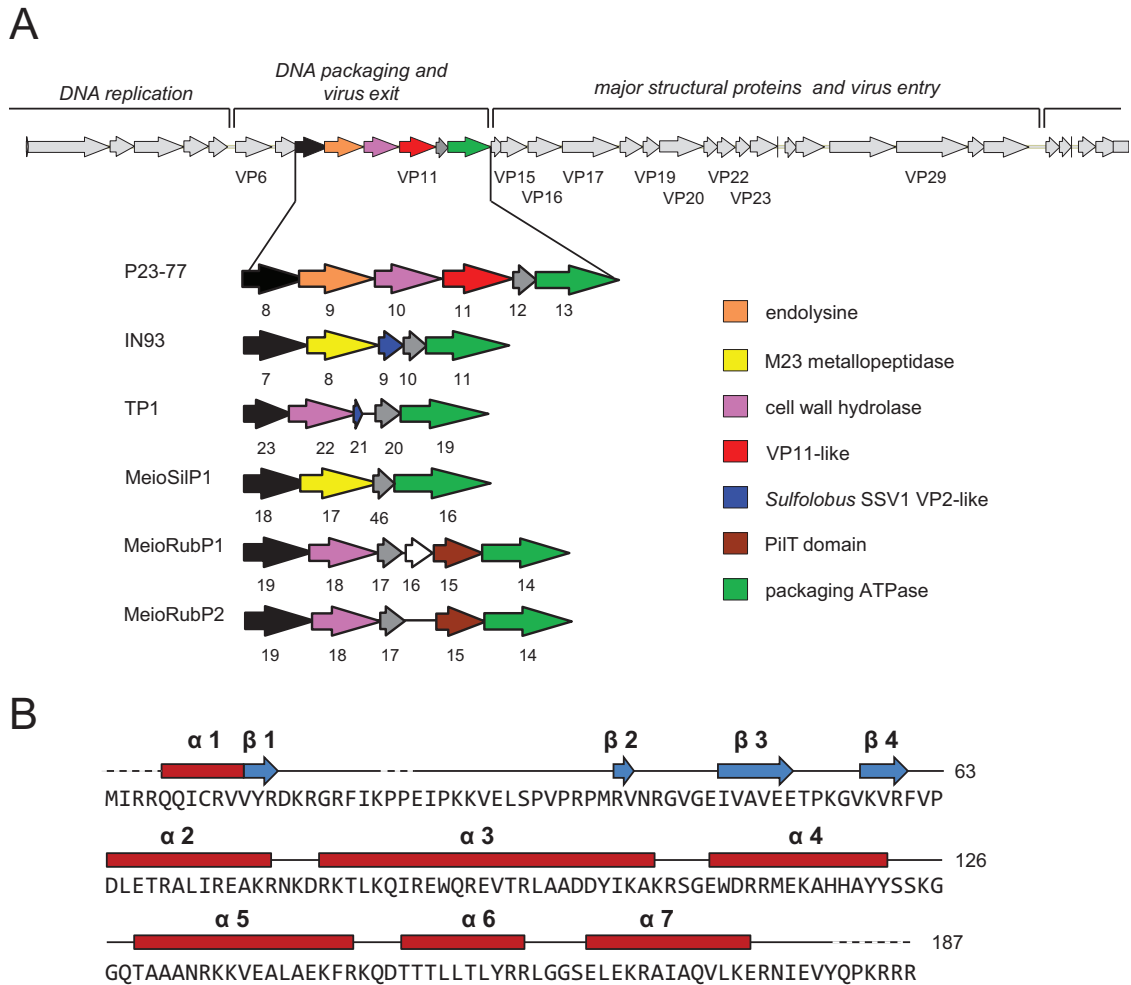 A
DNA replication
DNA packaging and
virus exit
major structural proteins and virus entry
VP6
VP11
VP15
VP16
VP17
VP19
VP20
VP22
VP23
VP29
P23-77
8 9 10 11 12 13
IN93
7 8 9 10 11
TP1
23 22 21 20 19
MeioSilP1
18 17 46 16
MeioRubP1
19 18 17 16 15 14
MeioRubP2
19 18 17 15 14
endolysine
M23 metallopeptidase
cell wall hydrolase
VP11-like
Sulfolobus SSV1 VP2-like
PilT domain
packaging ATPase
B
α 1 β 1 β 2 β 3 β 4
63
MIRRQQICRVVYRDKRGRFIKPPEIPKKVELSPVPRPMRVNRGVGEIVAVEETPKGVKVRFVP
α 2 α 3 α 4
126
DLETRALIREAKRNKDRKTLKQIREWQREVTRLAADDYIKAKRSGEWDRRMEKAHHAYYSSKG
α 5 α 6 α 7
187
GQTAAANRKKVEALAEKFRKQDTTTLLTLYRRLGGSELEKRAIAQVLKERNIEVYQPKRRR